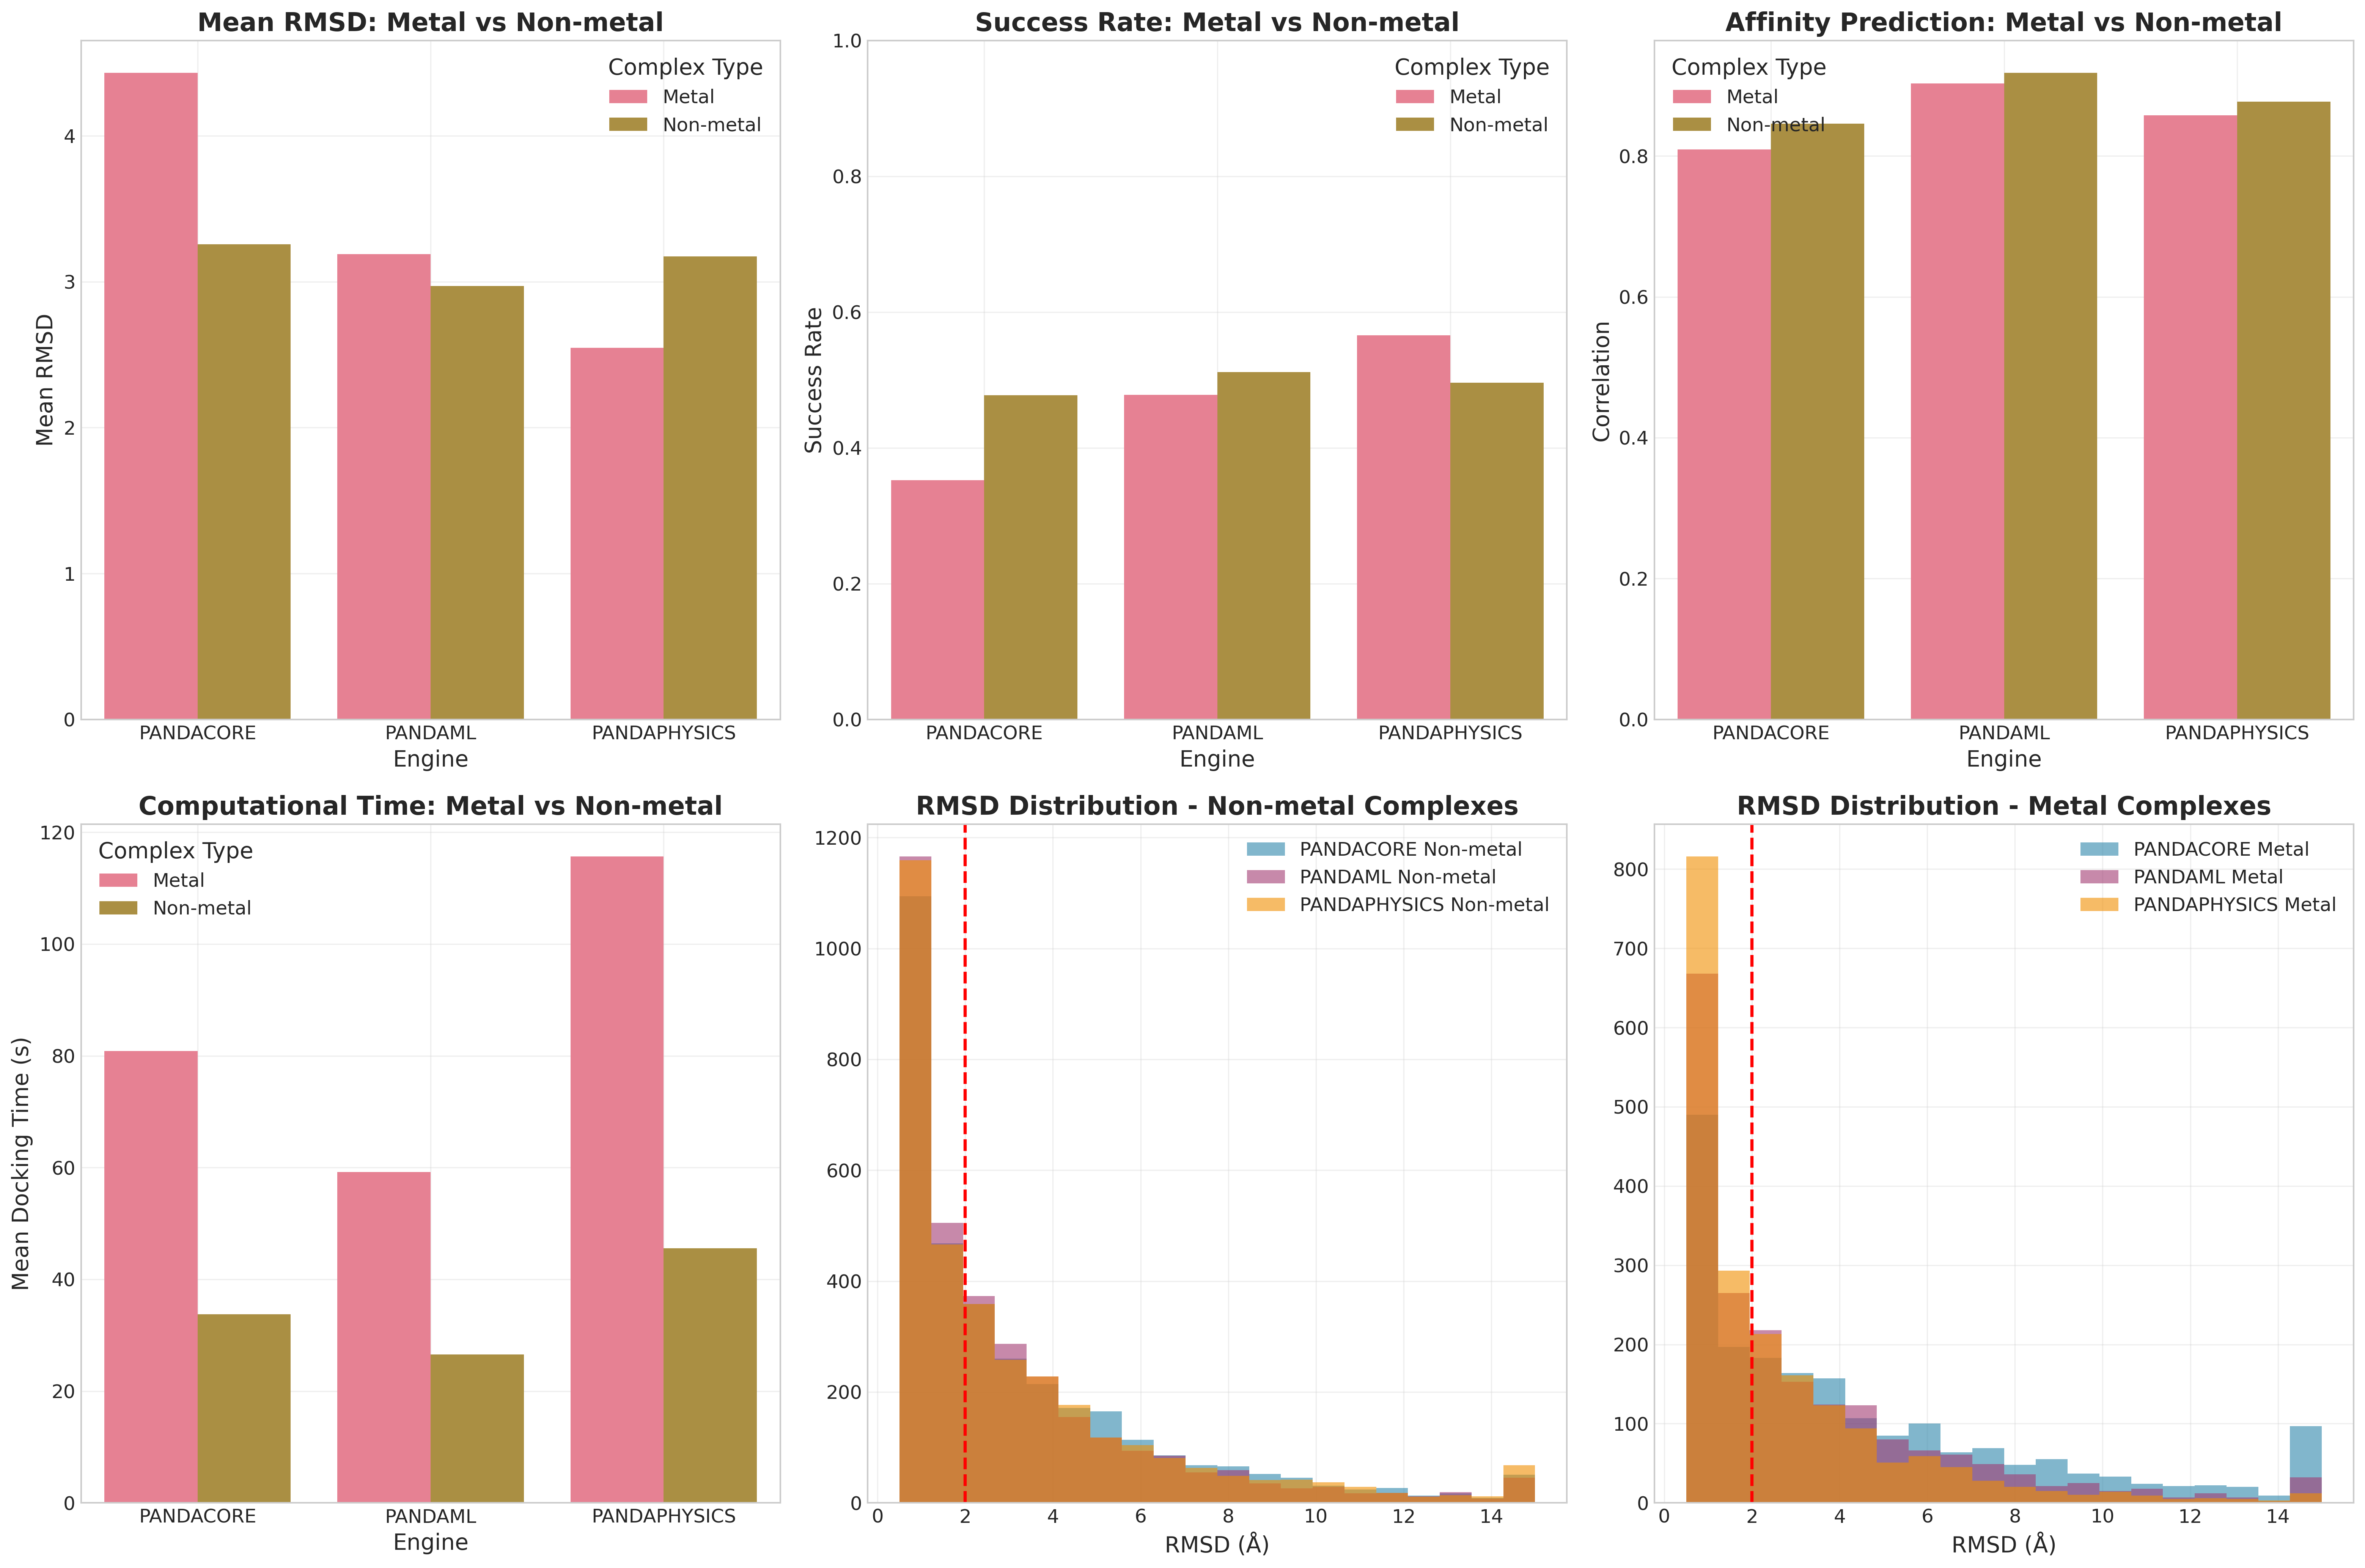 Mean RMSD: Metal vs Non-metal
Mean RMSD
4
3
2
1
0
Complex Type
Metal
Non-metal
PANDACORE
PANDAML
PANDAPHYSICS
Engine
Success Rate: Metal vs Non-metal
Success Rate
1.0
0.8
0.6
0.4
0.2
0.0
Complex Type
Metal
Non-metal
PANDACORE
PANDAML
PANDAPHYSICS
Engine
Affinity Prediction: Metal vs Non-metal
Correlation
0.8
0.6
0.4
0.2
0.0
Complex Type
Metal
Non-metal
PANDACORE
PANDAML
PANDAPHYSICS
Engine
Computational Time: Metal vs Non-metal
Mean Docking Time (s)
120
100
80
60
40
20
0
Complex Type
Metal
Non-metal
PANDACORE
PANDAML
PANDAPHYSICS
Engine
RMSD Distribution - Non-metal Complexes
1200
1000
800
600
400
200
0
PANDACORE Non-metal
PANDAML Non-metal
PANDAPHYSICS Non-metal
0 2 4 6 8 10 12 14
RMSD (Å)
RMSD Distribution - Metal Complexes
800
700
600
500
400
300
200
100
0
PANDACORE Metal
PANDAML Metal
PANDAPHYSICS Metal
0 2 4 6 8 10 12 14
RMSD (Å)